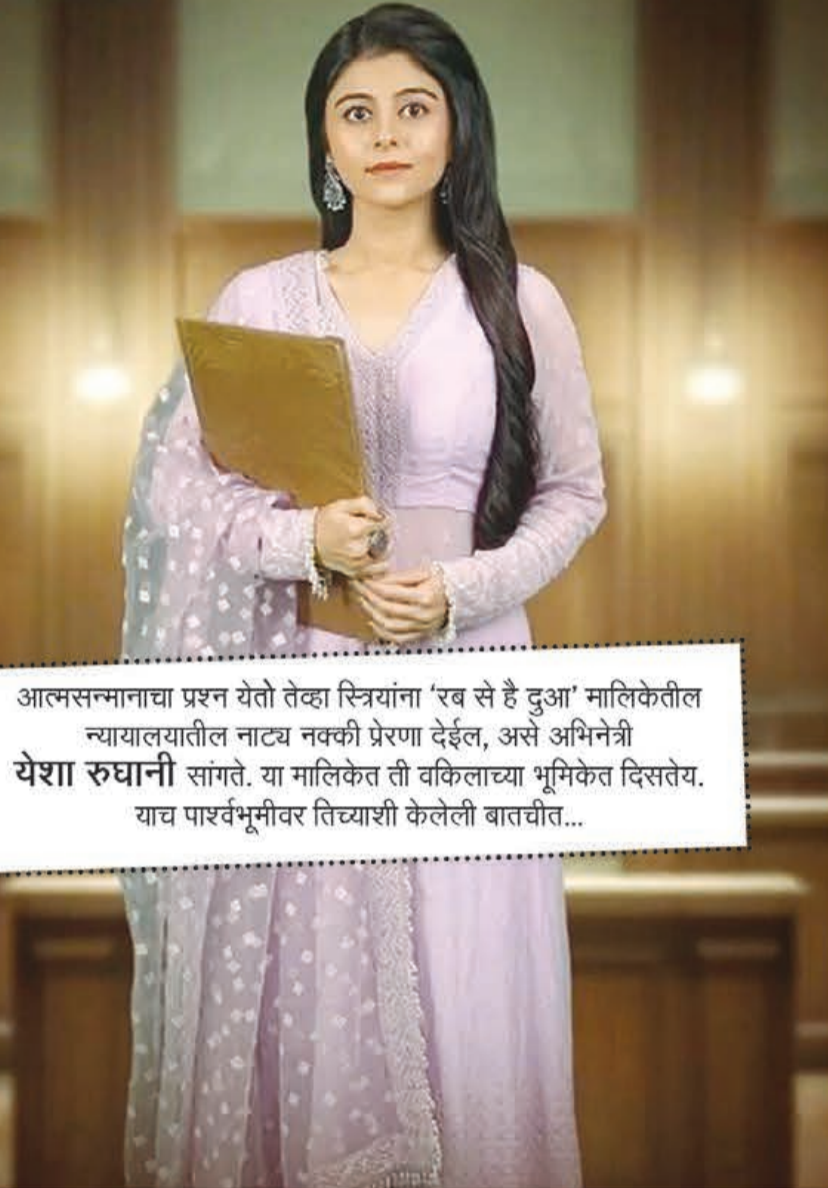 आत्मसन्मानाचा प्रश्न येतो तेव्हा स्त्रियांना ‘रब से है दुआ’ मालिकेतील
न्यायालयातील नाट्य नक्की प्रेरणा देईल, असे अभिनेत्री
येशा रुघानी सांगते. या मालिकेत ती वकिलाच्या भूमिकेत दिसतेय.
याच पार्श्वभूमीवर तिच्याशी केलेली बातचीत...